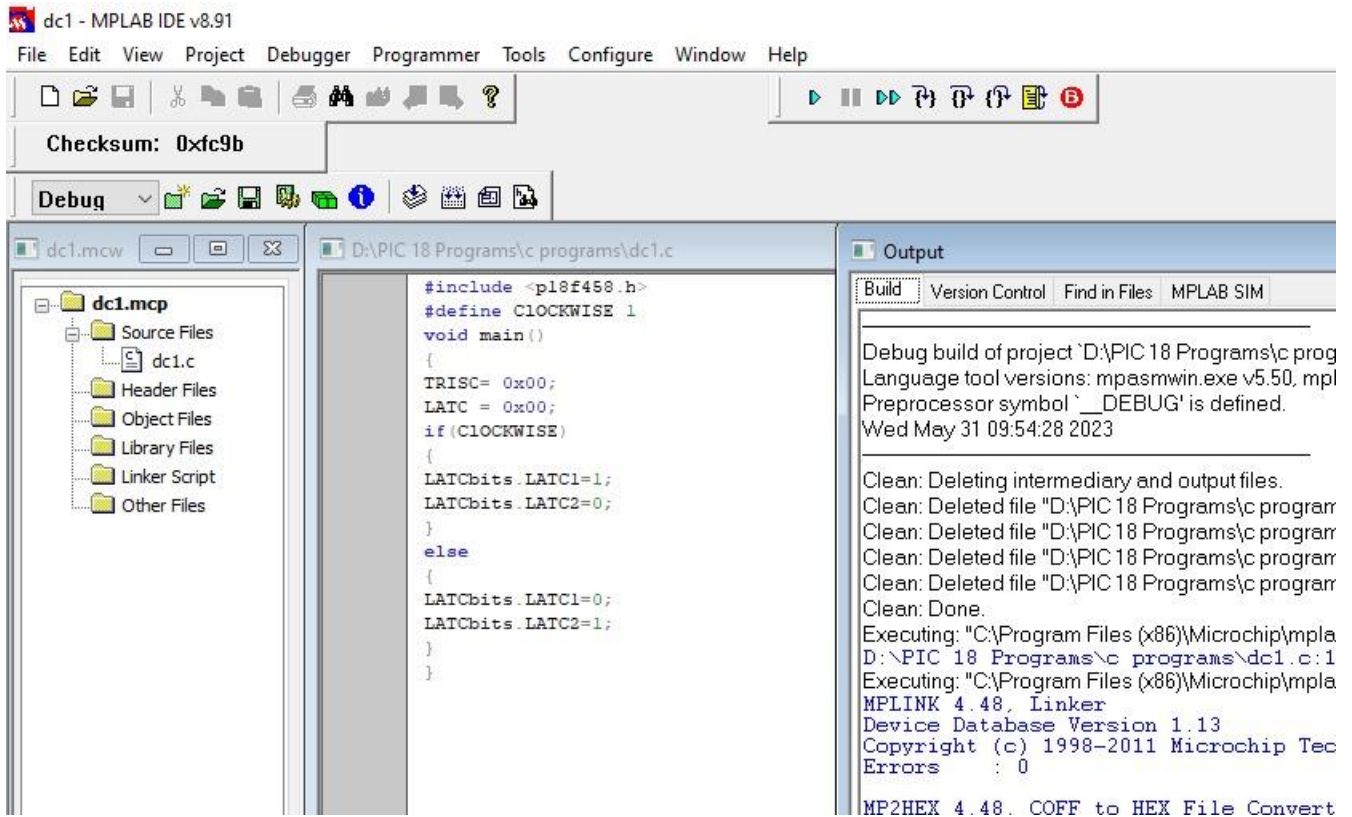 dc1 - MPLAB IDE v8.91
File Edit View Project Debugger Programmer Tools Configure Window Help
Checksum: 0xfc9b
Debug
dc1.mcw
dc1.mcp
Source Files
dc1.c
Header Files
Object Files
Library Files
Linker Script
Other Files
D:\PIC 18 Programs\c programs\dc1.c
#include <p18f458.h>
#define ClOCKWISE 1
void main()
{
TRISC= 0x00;
LATC = 0x00;
if(ClOCKWISE)
{
LATCbits.LATC1=1;
LATCbits.LATC2=0;
}
else
{
LATCbits.LATC1=0;
LATCbits.LATC2=1;
}
}
Output
Build Version Control Find in Files MPLAB SIM
Debug build of project `D:\PIC 18 Programs\c prog
Language tool versions: mpasmwin.exe v5.50, mpl
Preprocessor symbol `__DEBUG' is defined.
Wed May 31 09:54:28 2023
Clean: Deleting intermediary and output files.
Clean: Deleted file "D:\PIC 18 Programs\c program
Clean: Deleted file "D:\PIC 18 Programs\c program
Clean: Deleted file "D:\PIC 18 Programs\c program
Clean: Deleted file "D:\PIC 18 Programs\c program
Clean: Done.
Executing: "C:\Program Files (x86)\Microchip\mpla
D:\PIC 18 Programs\c programs\dc1.c:1
Executing: "C:\Program Files (x86)\Microchip\mpla
MPLINK 4.48, Linker
Device Database Version 1.13
Copyright (c) 1998-2011 Microchip Tec
Errors : 0
MP2HEX 4.48, COFF to HEX File Convert